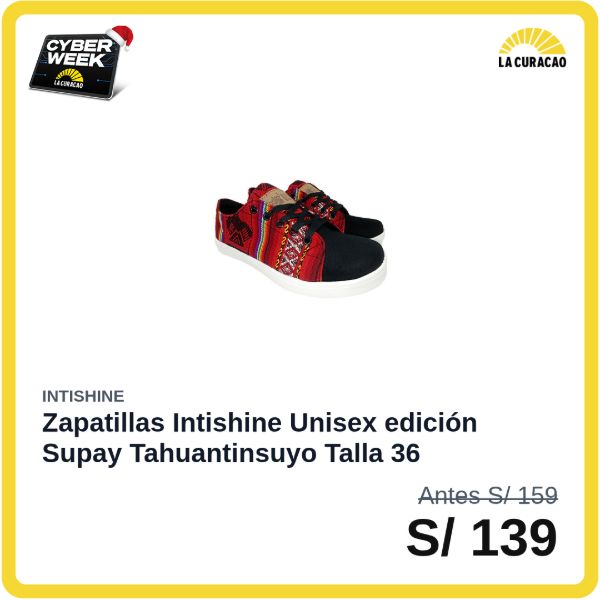 CYBER
WEEK
LA CURACAO
LA CURACAO
INTISHINE
Zapatillas Intishine Unisex edición
Supay Tahuantinsuyo Talla 36
Antes S/ 159
S/ 139